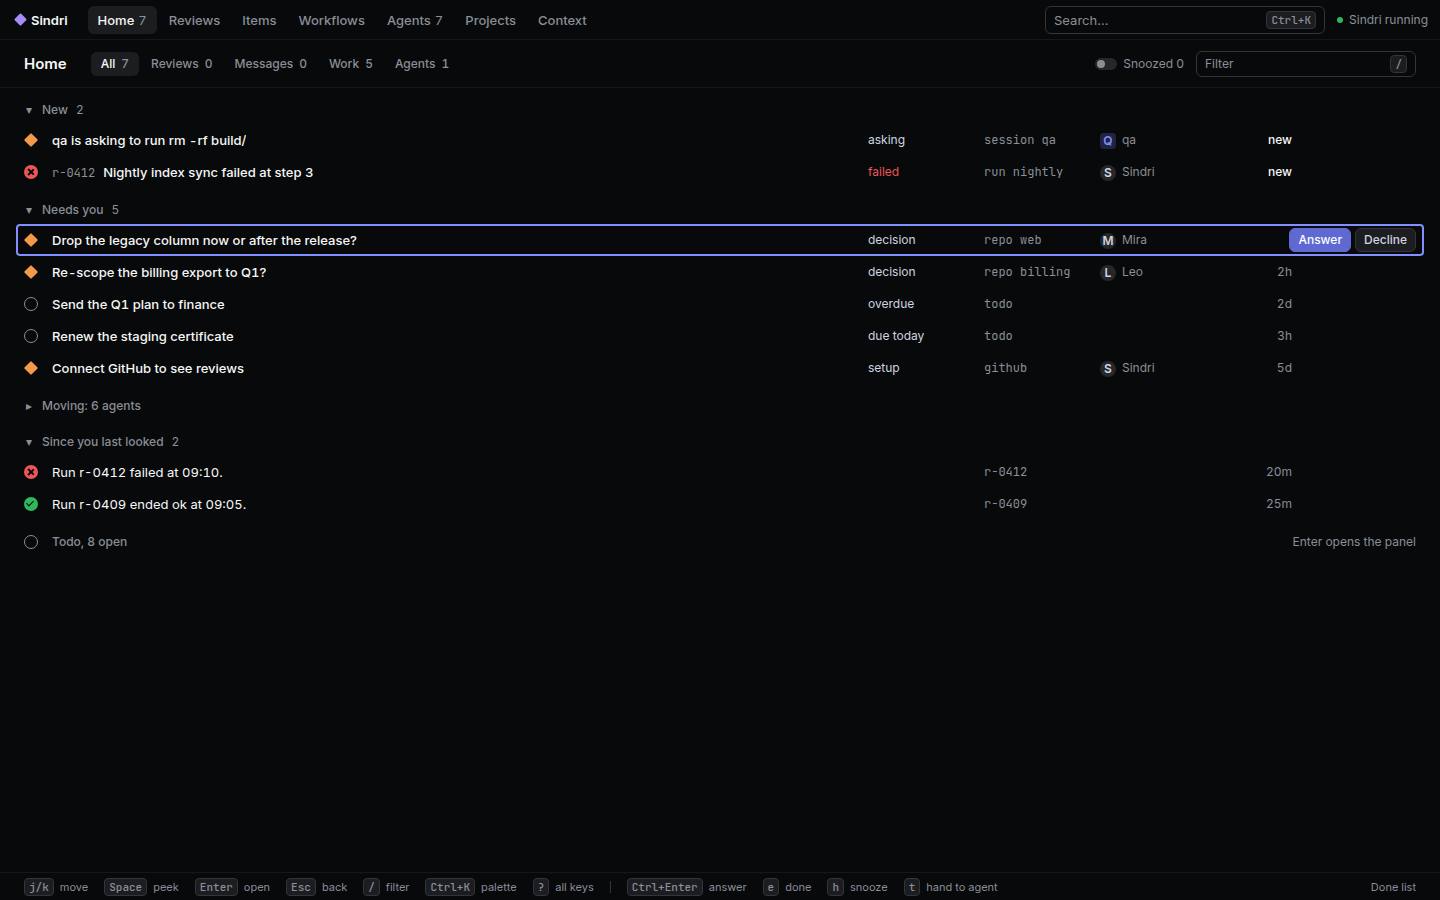 Sindri Home 7 Reviews Items Workflows Agents 7 Projects Context Search... Ctrl+K Sindri running
Home All 7 Reviews 0 Messages 0 Work 5 Agents 1 Snoozed 0 Filter /
New 2
qa is asking to run rm -rf build/ asking session qa Q qa new
r-0412 Nightly index sync failed at step 3 failed run nightly S Sindri new
Needs you 5
Drop the legacy column now or after the release? decision repo web M Mira Answer Decline
Re-scope the billing export to Q1? decision repo billing L Leo 2h
Send the Q1 plan to finance overdue todo 2d
Renew the staging certificate due today todo 3h
Connect GitHub to see reviews setup github S Sindri 5d
Moving: 6 agents
Since you last looked 2
Run r-0412 failed at 09:10. r-0412 20m
Run r-0409 ended ok at 09:05. r-0409 25m
Todo, 8 open Enter opens the panel
j/k move Space peek Enter open Esc back / filter Ctrl+K palette ? all keys Ctrl+Enter answer e done h snooze t hand to agent Done list